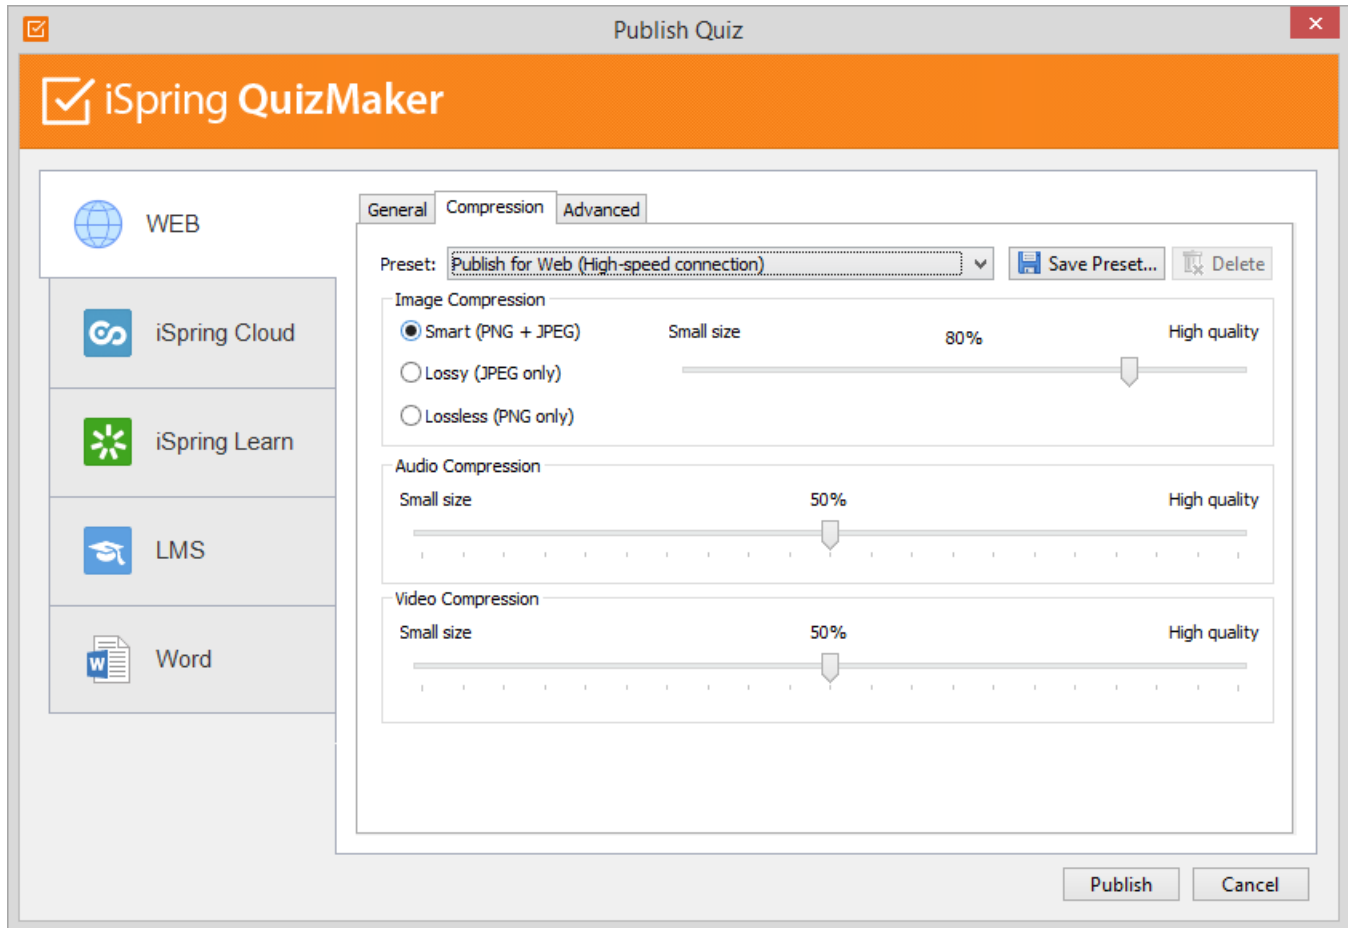 Publish Quiz
iSpring QuizMaker
WEB
iSpring Cloud
iSpring Learn
LMS
Word
General Compression Advanced
Preset: Publish for Web (High-speed connection) Save Preset... Delete
Image Compression
Smart (PNG + JPEG) Small size 80% High quality
Lossy (JPEG only)
Lossless (PNG only)
Audio Compression
Small size 50% High quality
Video Compression
Small size 50% High quality
Publish Cancel